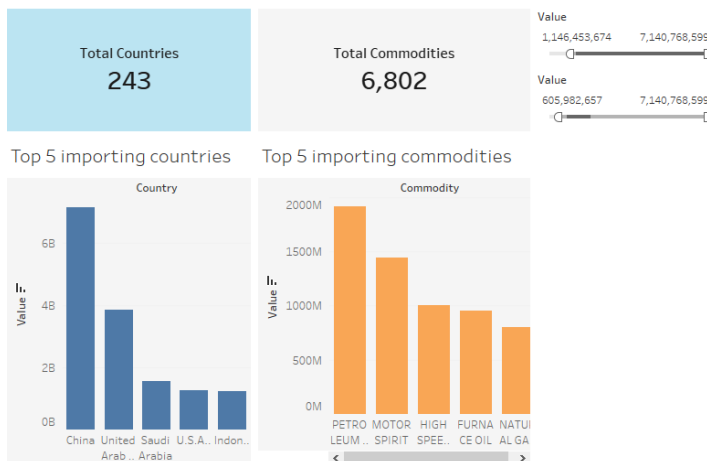 Total Countries
243
Total Commodities
6,802
Value
1,146,453,674 7,140,768,599
Value
605,982,657 7,140,768,599
Top 5 importing countries
Top 5 importing commodities
Country
6B
4B
2B
0B
Value
China United Saudi U.S.A.. Indon..
Arab .. Arabia
Commodity
2000M
1500M
1000M
500M
0M
Value
PETRO MOTOR HIGH FURNA NATU
LEUM .. SPIRIT SPEE.. CE OIL AL GA